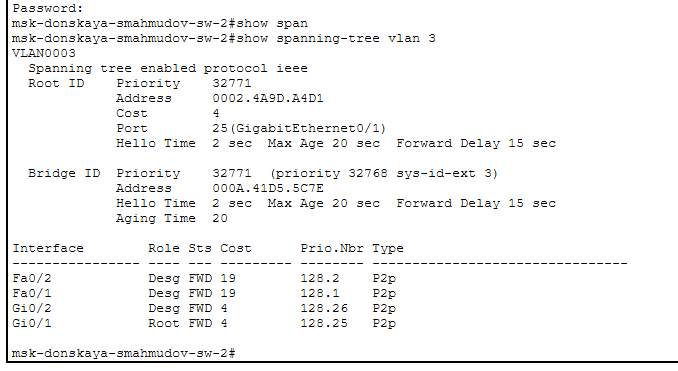 Password:
msk-donskaya-smahmudov-sw-2#show span
msk-donskaya-smahmudov-sw-2#show spanning-tree vlan 3
VLAN0003
  Spanning tree enabled protocol ieee
  Root ID    Priority    32771
             Address     0002.4A9D.A4D1
             Cost        4
             Port        25(GigabitEthernet0/1)
             Hello Time  2 sec  Max Age 20 sec  Forward Delay 15 sec

  Bridge ID  Priority    32771  (priority 32768 sys-id-ext 3)
             Address     000A.41D5.5C7E
             Hello Time  2 sec  Max Age 20 sec  Forward Delay 15 sec
             Aging Time  20

Interface        Role Sts Cost      Prio.Nbr Type
---------------- ---- --- --------- -------- --------------------------------
Fa0/2            Desg FWD 19        128.2    P2p
Fa0/1            Desg FWD 19        128.1    P2p
Gi0/2            Desg FWD 4         128.26   P2p
Gi0/1            Root FWD 4         128.25   P2p

msk-donskaya-smahmudov-sw-2#